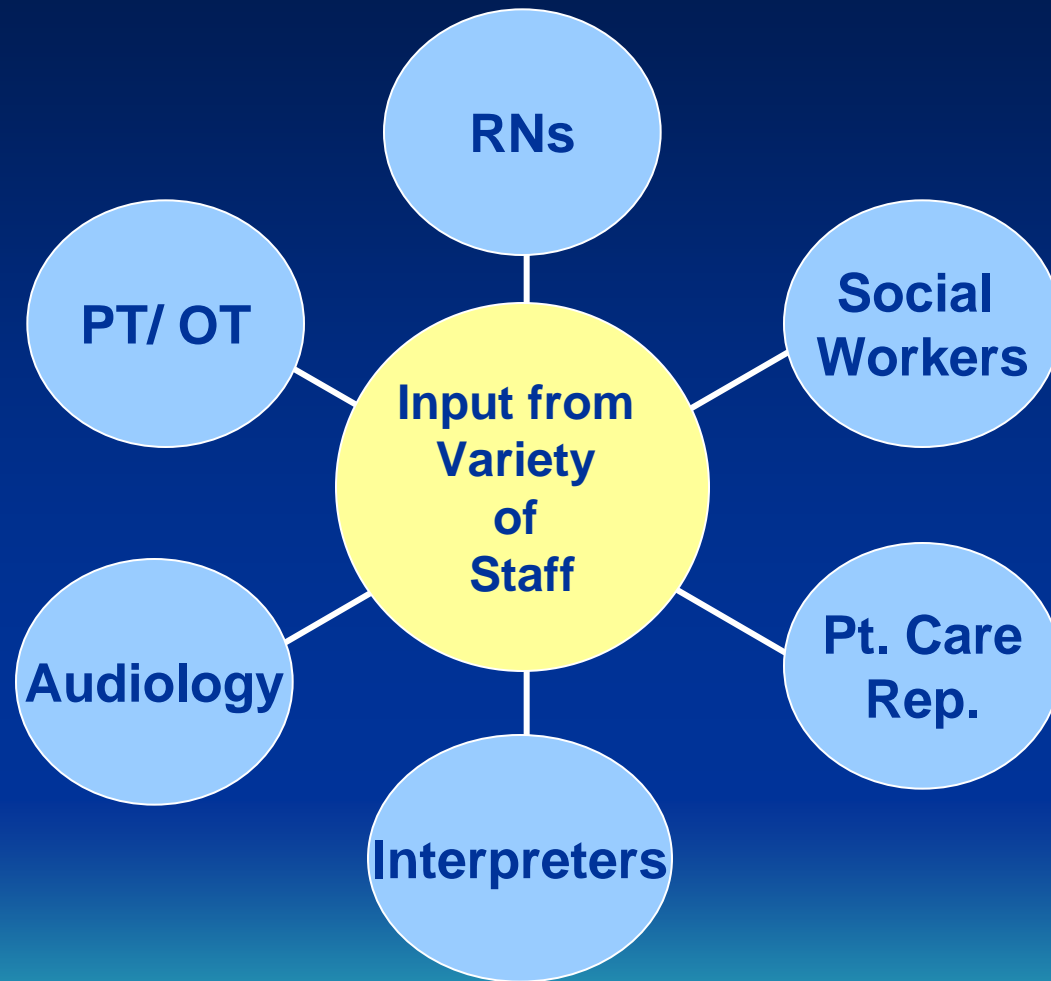 RNs
PT/ OT
Social
Workers
Input from
Variety
of
Staff
Audiology
Pt. Care
Rep.
Interpreters